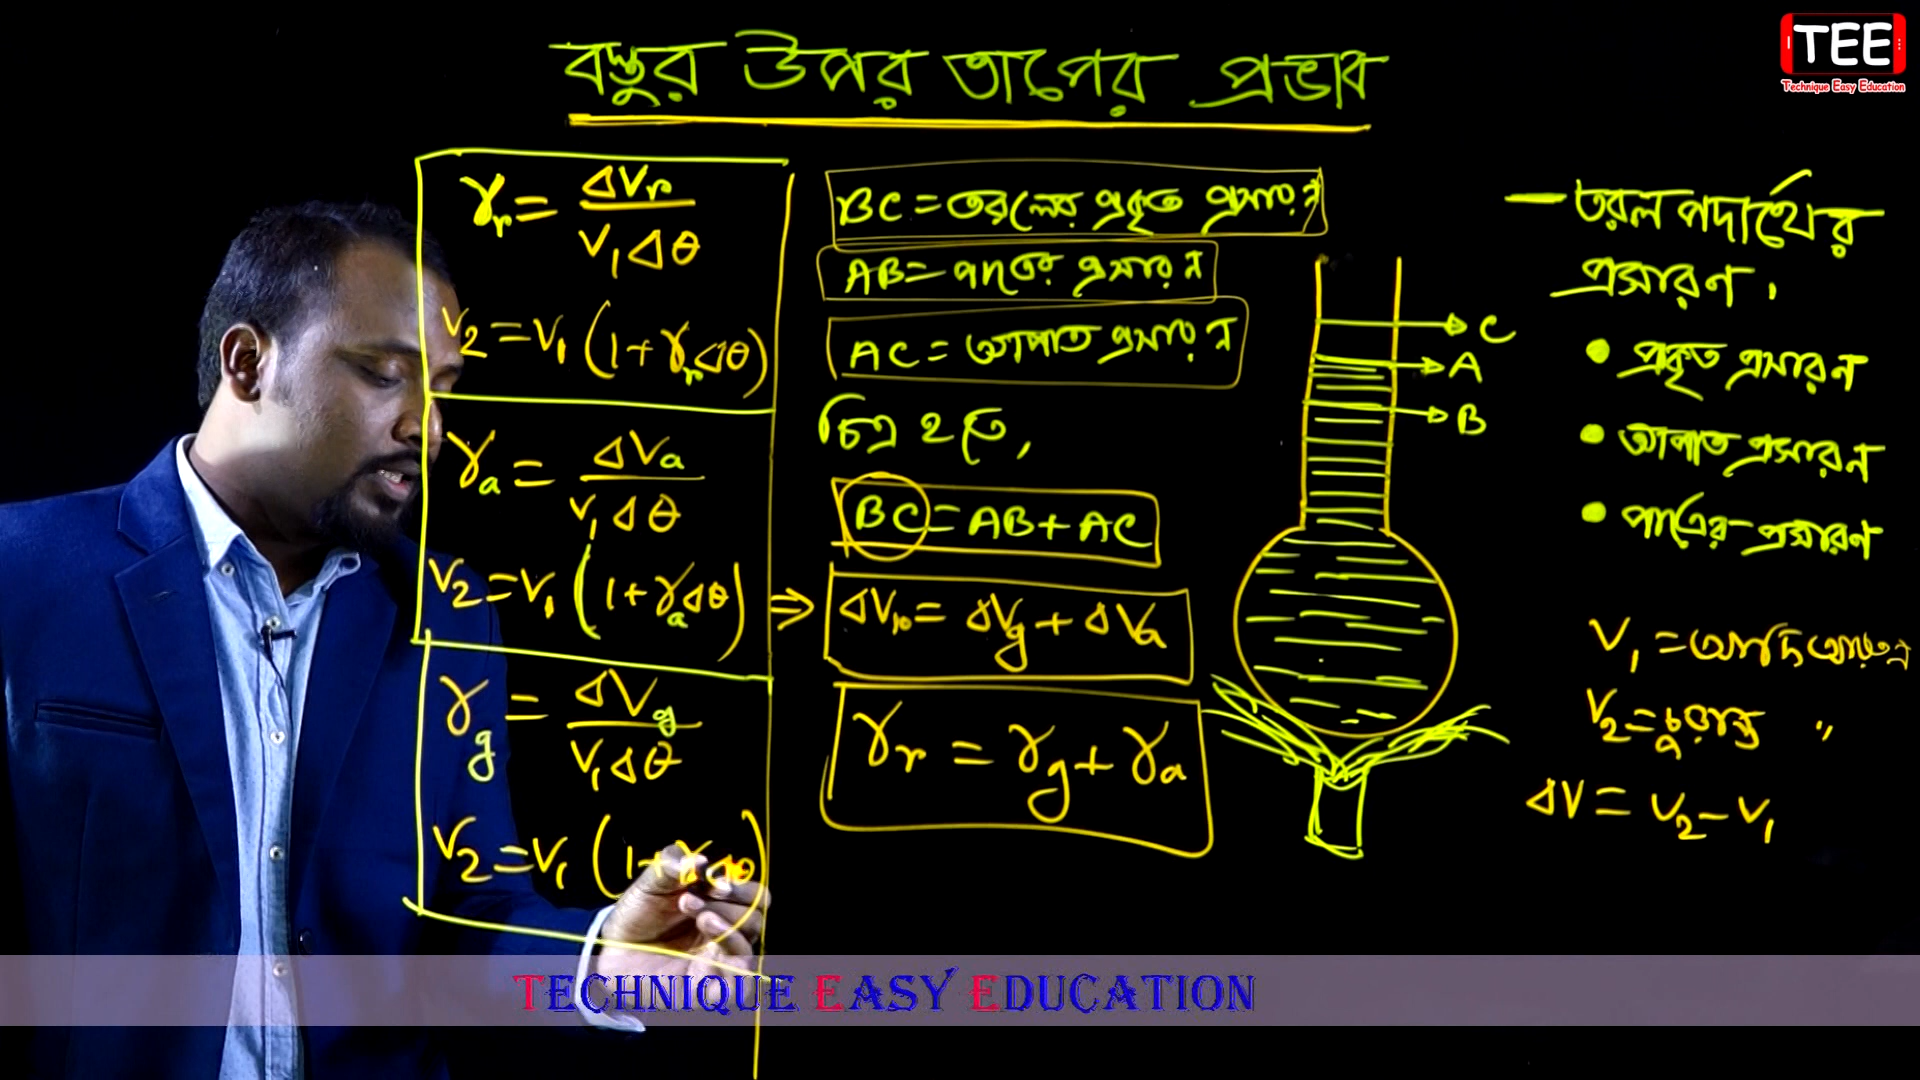 বস্তুর উপর তাপের প্রভাব
TEE
Technique Easy Education
γr = ΔVr / V₁Δθ
V₂ = V₁ (1 + γrΔθ)
γa = ΔVa / V₁Δθ
V₂ = V₁ (1 + γaΔθ)
γg = ΔVg / V₁Δθ
V₂ = V₁ (1 + γΔθ)
BC = তরলের প্রকৃত প্রসারণ
AB = পাত্রের প্রসারণ
AC = আপাত প্রসারণ
চিত্র হতে,
BC = AB + AC
⇒ ΔVr = ΔVg + ΔVa
γr = γg + γa
C
A
B
– তরল পদার্থের
প্রসারণ।
• প্রকৃত প্রসারণ
• আপাত প্রসারণ
• পাত্রের প্রসারণ
V₁ = আদি আয়তন
V₂ = চুড়ান্ত "
ΔV = V₂ – V₁
TECHNIQUE EASY EDUCATION